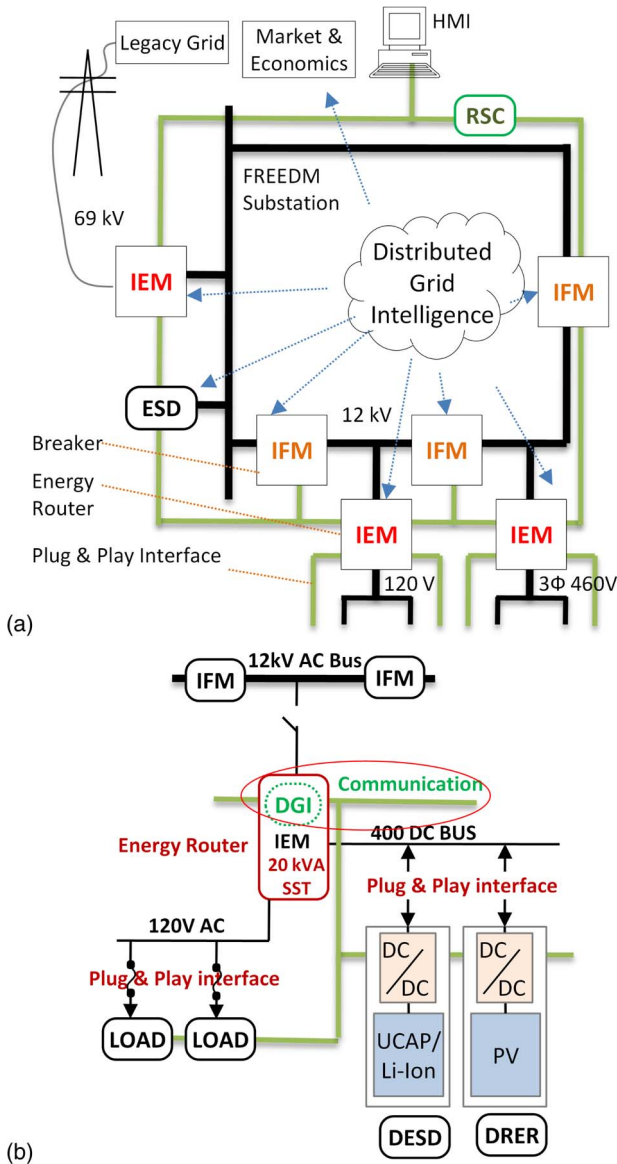 Legacy Grid
Market &
Economics
HMI
RSC
FREEDM
Substation
69 kV
IEM
Distributed
Grid
Intelligence
IFM
ESD
12 kV
Breaker
IFM
IFM
Energy
Router
IEM
IEM
Plug & Play Interface
120 V
3Φ 460V
(a)
12kV AC Bus
IFM
IFM
Communication
DGI
Energy Router
IEM
20 kVA
SST
400 DC BUS
Plug & Play interface
120V AC
Plug & Play interface
DC
DC
DC
DC
LOAD
LOAD
UCAP/
Li-Ion
PV
DESD
DRER
(b)